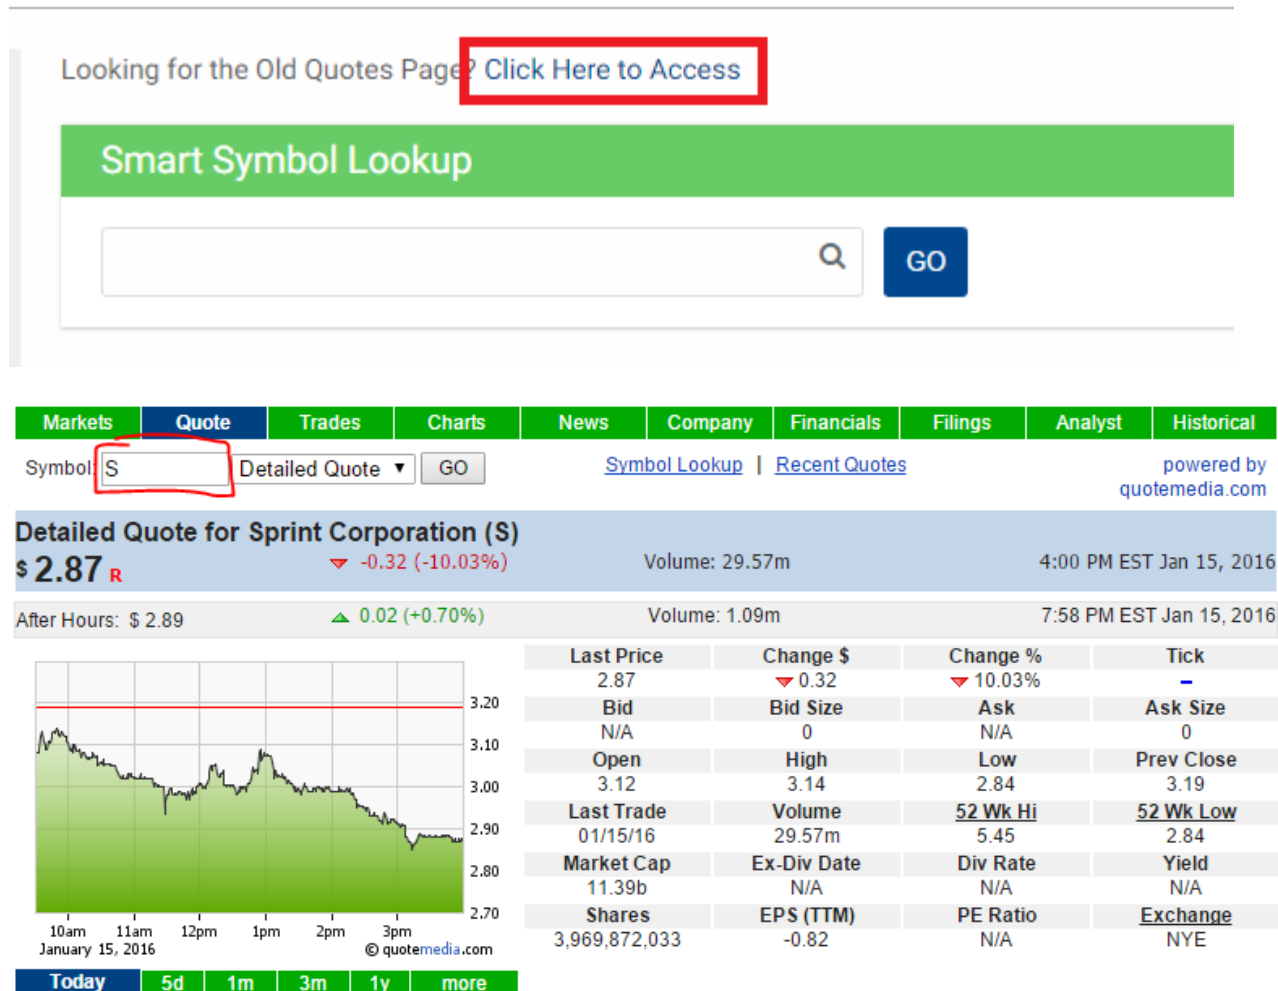 Looking for the Old Quotes Page? Click Here to Access
Smart Symbol Lookup
GO
Markets Quote Trades Charts News Company Financials Filings Analyst Historical
Symbol: S Detailed Quote ▼ GO Symbol Lookup | Recent Quotes powered by
quotemedia.com
Detailed Quote for Sprint Corporation (S)
$ 2.87 R -0.32 (-10.03%) Volume: 29.57m 4:00 PM EST Jan 15, 2016
After Hours: $ 2.89 0.02 (+0.70%) Volume: 1.09m 7:58 PM EST Jan 15, 2016
3.20
3.10
3.00
2.90
2.80
2.70
10am 11am 12pm 1pm 2pm 3pm
January 15, 2016 © quotemedia.com
Last Price Change $ Change % Tick
2.87 0.32 10.03% –
Bid Bid Size Ask Ask Size
N/A 0 N/A 0
Open High Low Prev Close
3.12 3.14 2.84 3.19
Last Trade Volume 52 Wk Hi 52 Wk Low
01/15/16 29.57m 5.45 2.84
Market Cap Ex-Div Date Div Rate Yield
11.39b N/A N/A N/A
Shares EPS (TTM) PE Ratio Exchange
3,969,872,033 -0.82 N/A NYE
Today 5d 1m 3m 1y more